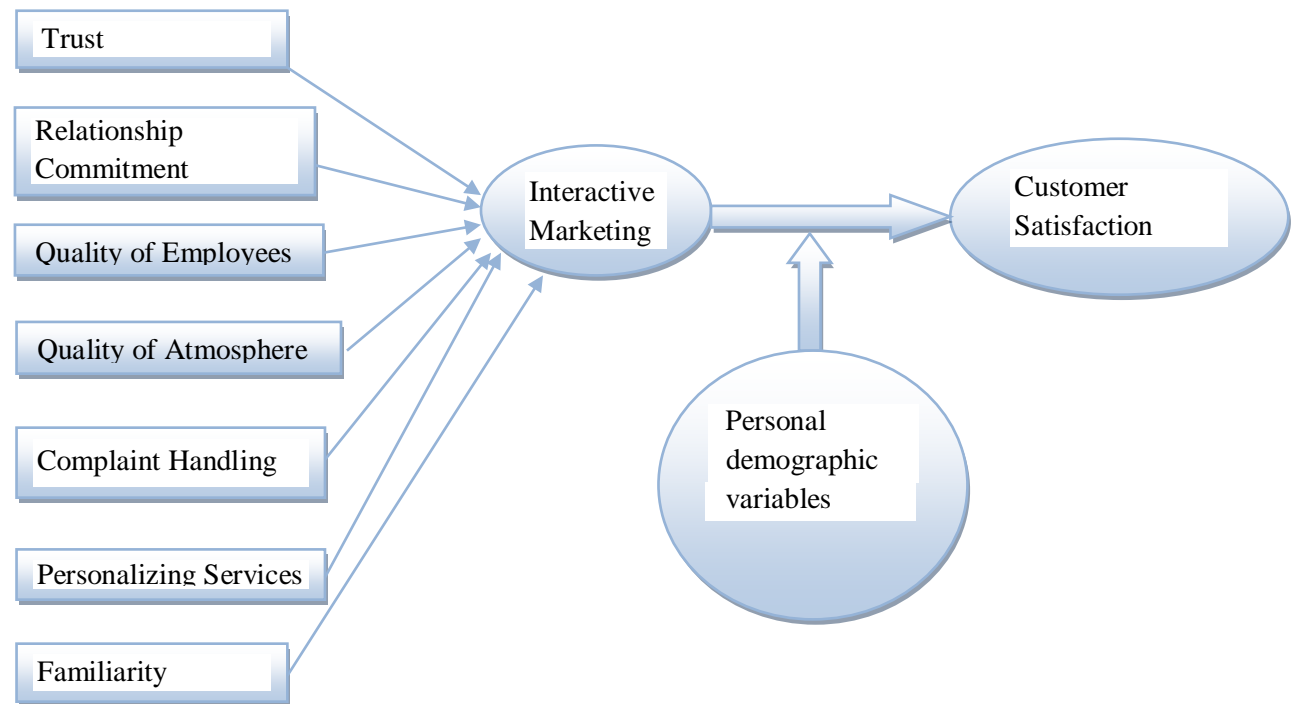 Trust
Relationship
Commitment
Quality of Employees
Quality of Atmosphere
Complaint Handling
Personalizing Services
Familiarity
Interactive
Marketing
Personal
demographic
variables
Customer
Satisfaction